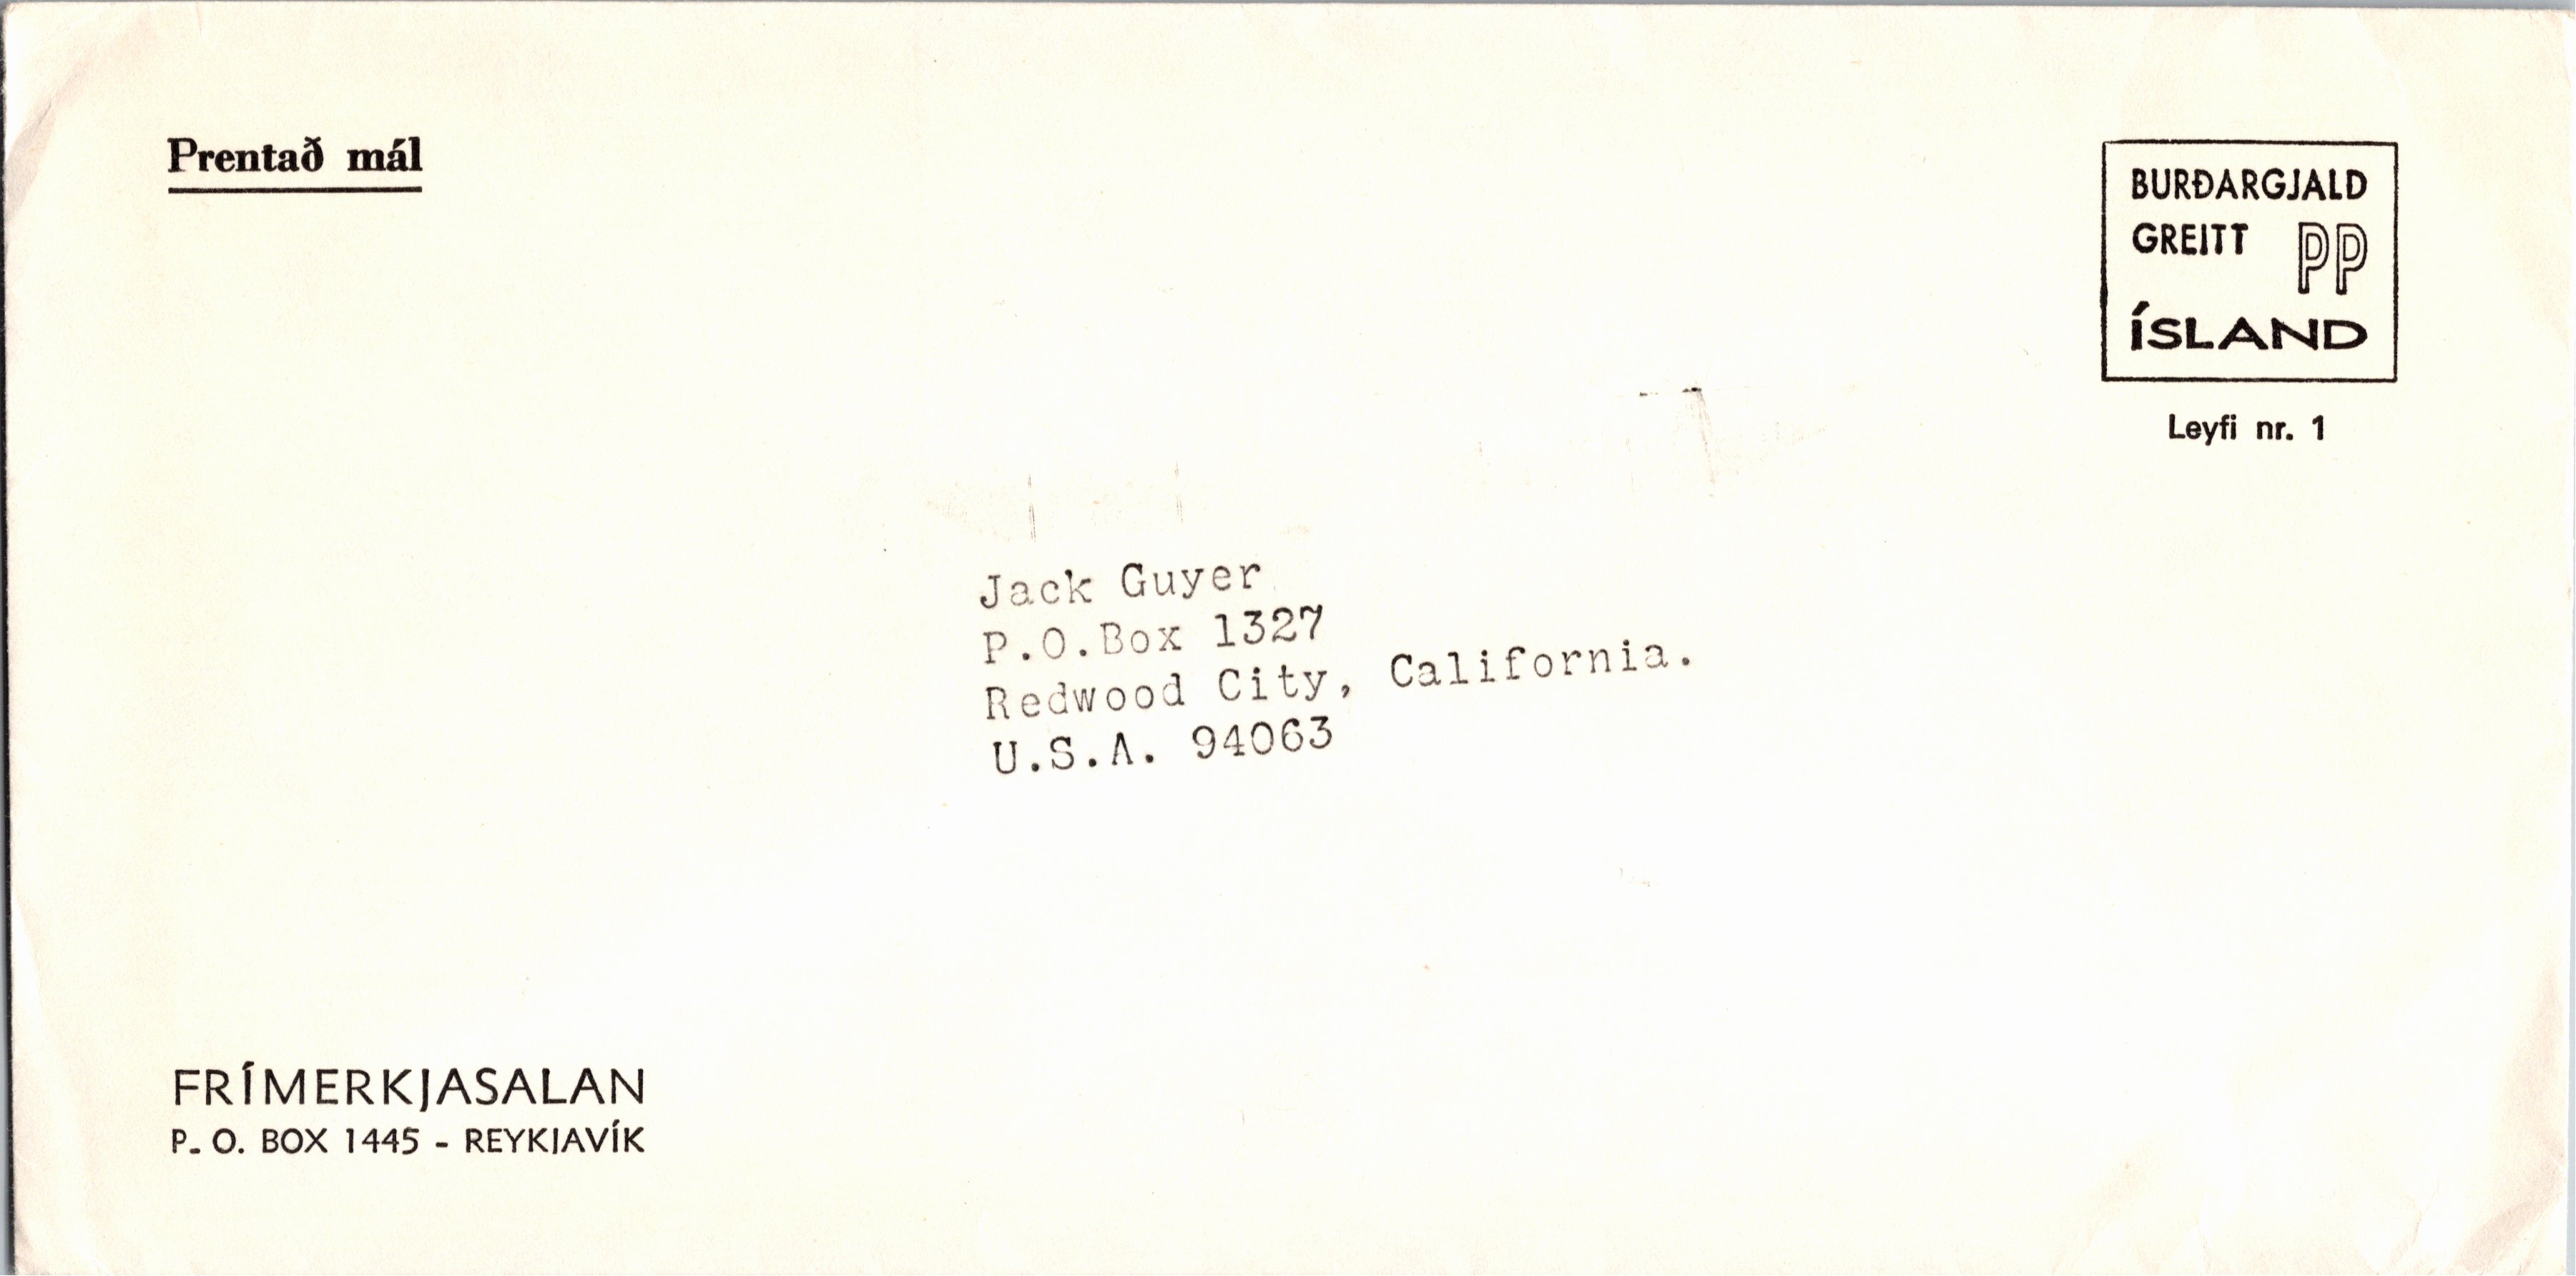 Prentað mál
BURÐARGJALD
GREITT PP
ÍSLAND
Leyfi nr. 1
Jack Guyer
P.O.Box 1327
Redwood City, California.
U.S.A. 94063
FRÍMERKJASALAN
P. O. BOX 1445 - REYKJAVÍK